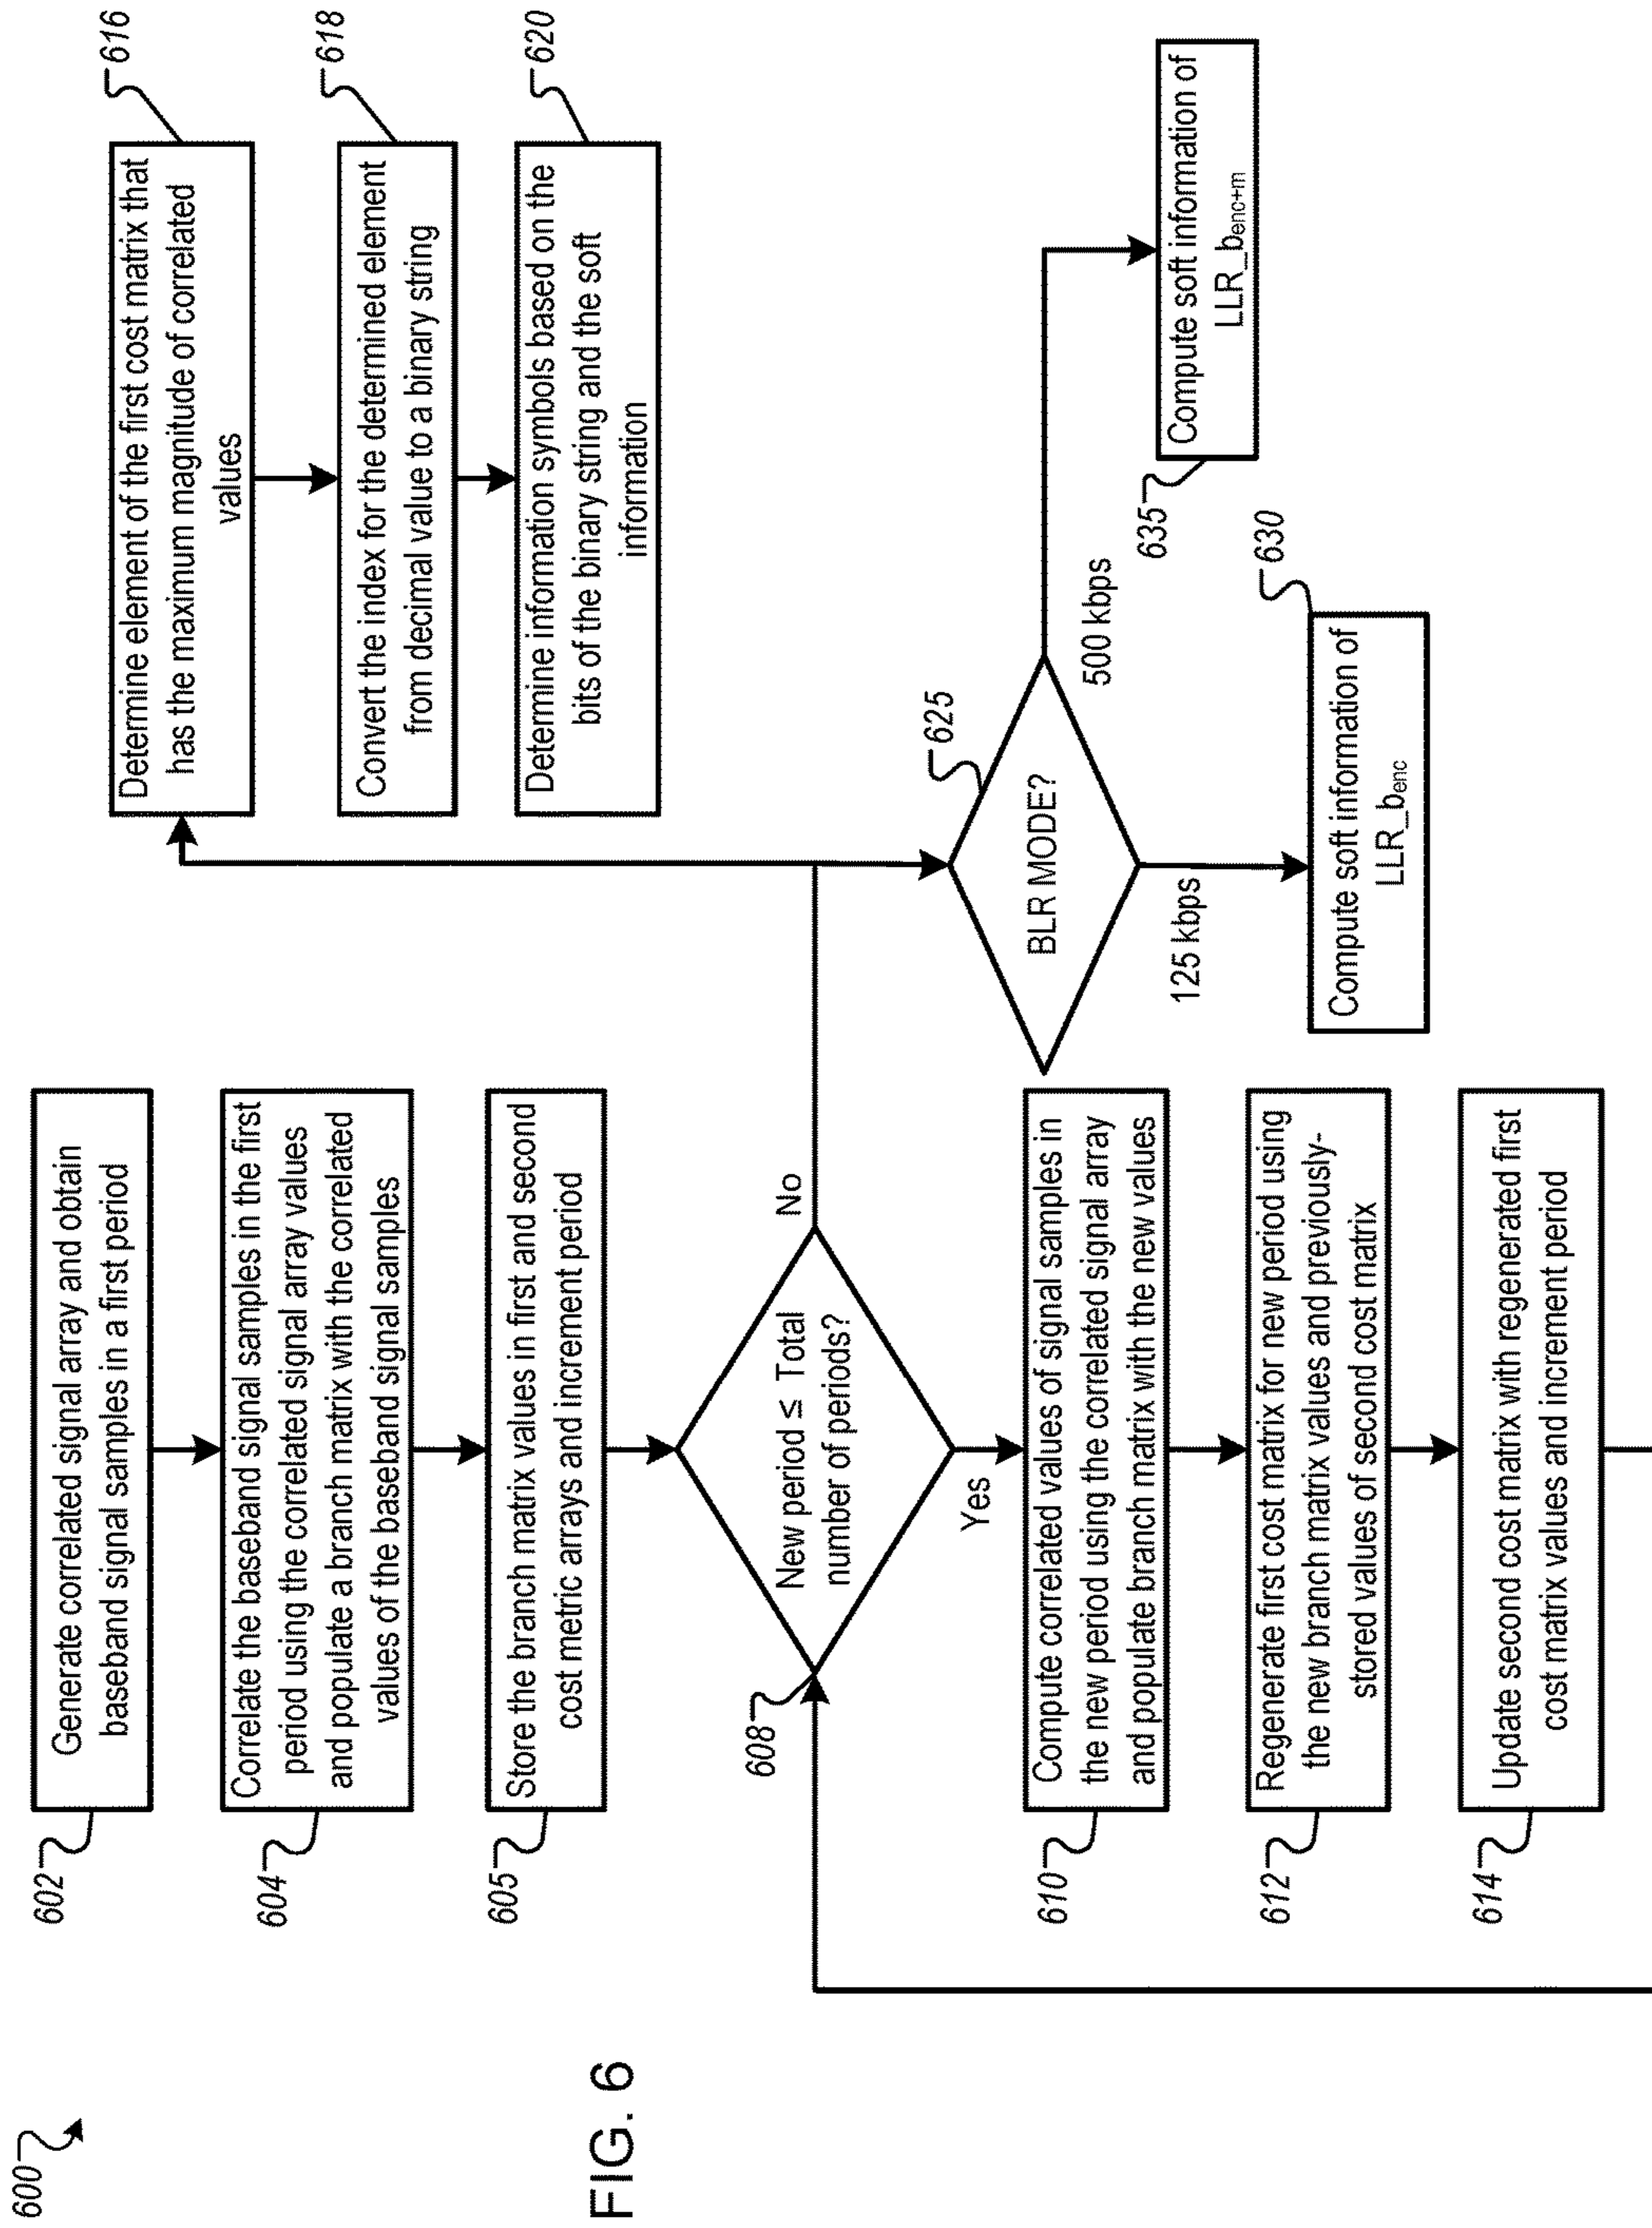 600
602
Generate correlated signal array and obtain
baseband signal samples in a first period
604
Correlate the baseband signal samples in the first
period using the correlated signal array values
and populate a branch matrix with the correlated
values of the baseband signal samples
605
Store the branch matrix values in first and second
cost metric arrays and increment period
608
New period ≤ Total
number of periods?
No
Yes
610
Compute correlated values of signal samples in
the new period using the correlated signal array
and populate branch matrix with the new values
612
Regenerate first cost matrix for new period using
the new branch matrix values and previously-
stored values of second cost matrix
614
Update second cost matrix with regenerated first
cost matrix values and increment period
616
Determine element of the first cost matrix that
has the maximum magnitude of correlated
values
618
Convert the index for the determined element
from decimal value to a binary string
620
Determine information symbols based on the
bits of the binary string and the soft
information
625
BLR MODE?
125 kbps
500 kbps
630
Compute soft information of
LLR_benc
635
Compute soft information of
LLR_benc+m
FIG. 6